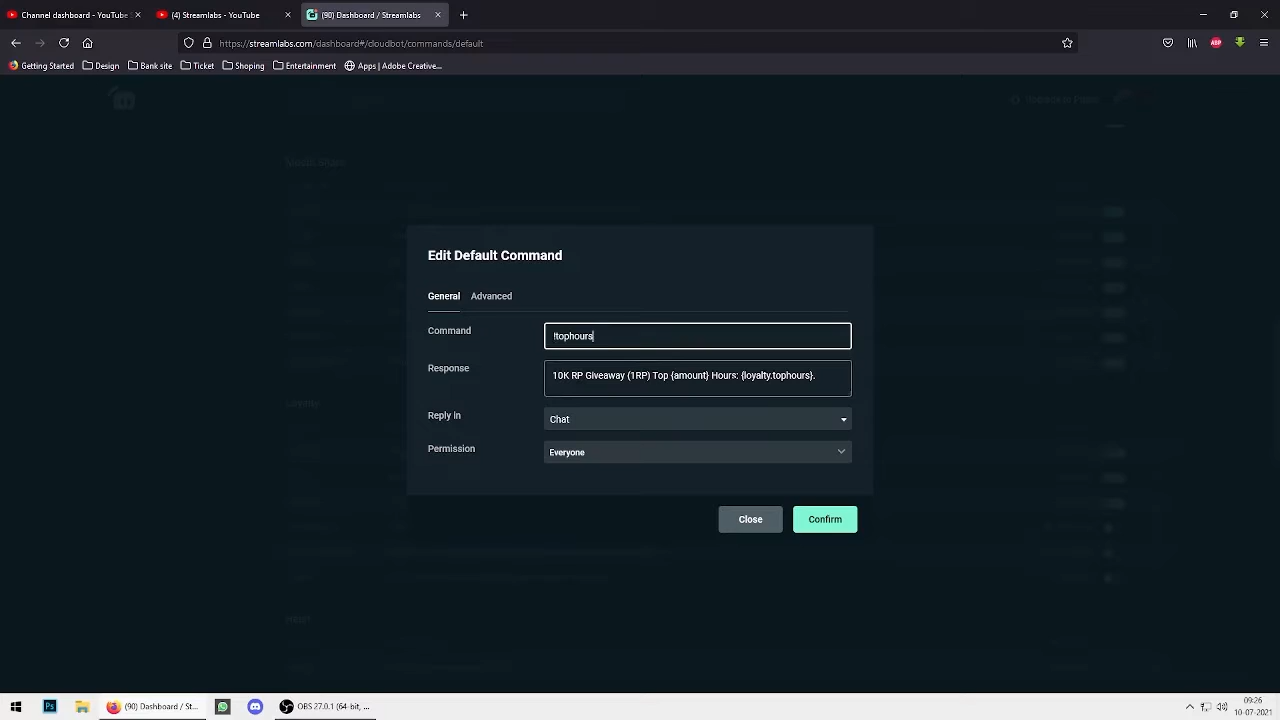 Channel dashboard - YouTube
(4) Streamlabs - YouTube
(90) Dashboard / Streamlabs
https://streamlabs.com/dashboard#/cloudbot/commands/default
Getting Started
Design
Bank site
Ticket
Shoping
Entertainment
Apps | Adobe Creative...
Media Share
Edit Default Command
General
Advanced
Command
!tophours
Response
10K RP Giveaway (1RP) Top {amount} Hours: {loyalty.tophours}.
Reply In
Chat
Permission
Everyone
Close
Confirm
Ps
(90) Dashboard / St...
OBS 27.0.1 (64-bit, ...
09:26
10-07-2021